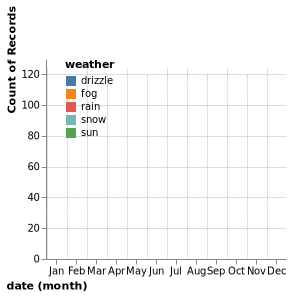 Count of Records
weather
drizzle
fog
rain
snow
sun
120
100
80
60
40
20
0
Jan Feb Mar Apr May Jun Jul Aug Sep Oct Nov Dec
date (month)